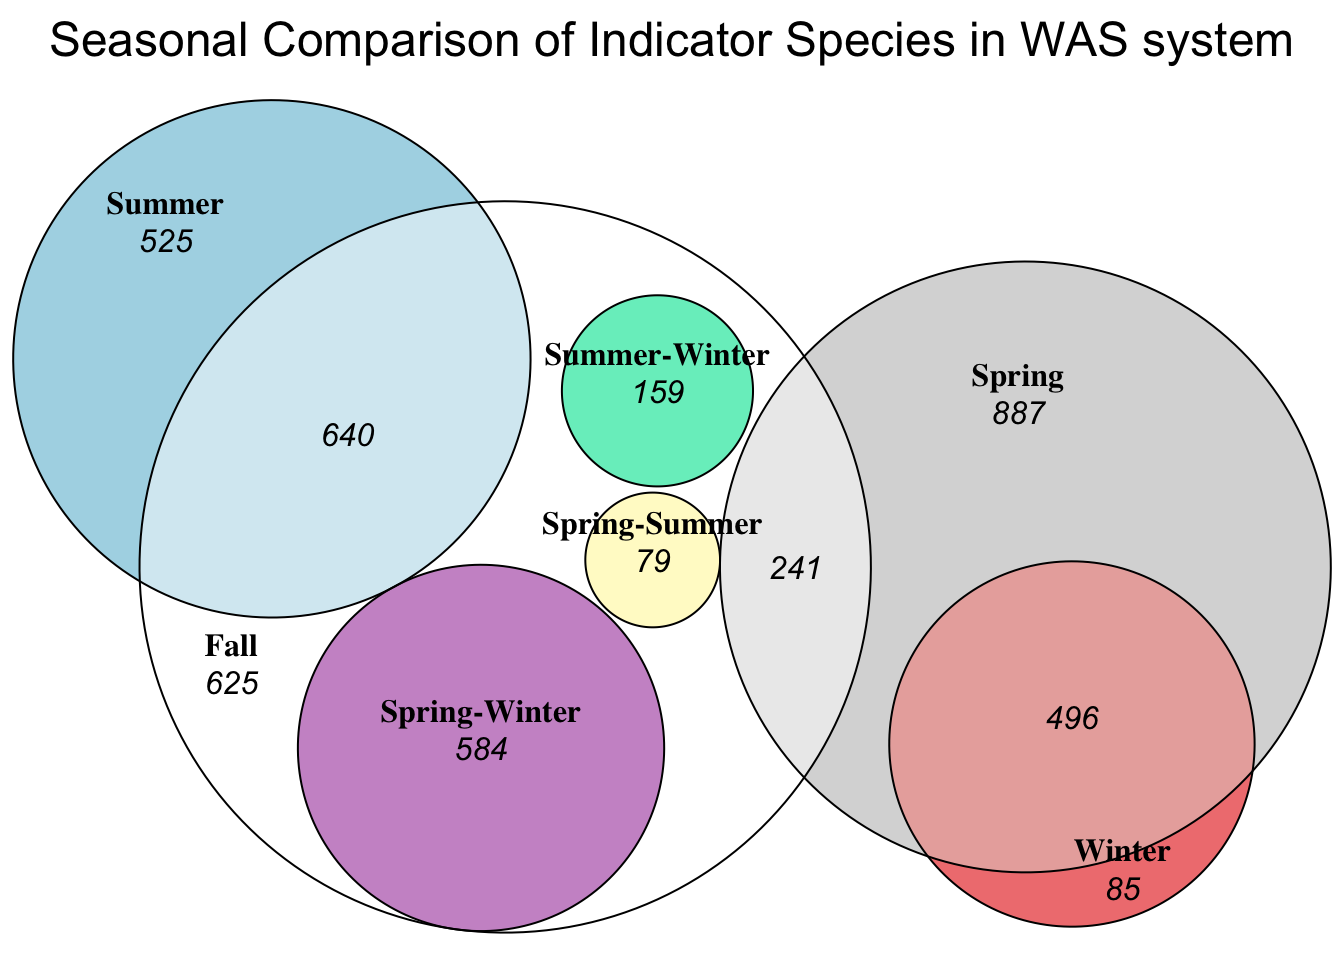 Seasonal Comparison of Indicator Species in WAS system
Summer
525
640
Summer-Winter
159
Spring
887
Spring-Summer
79
241
Fall
625
Spring-Winter
584
496
Winter
85